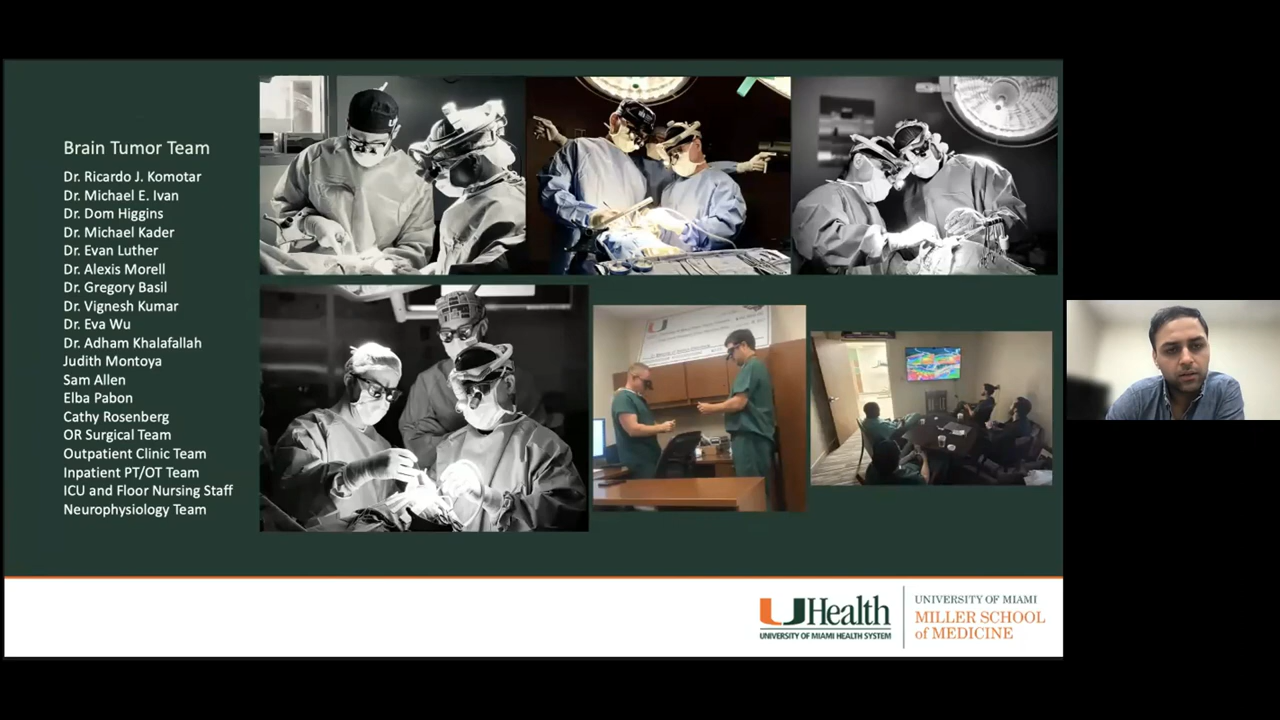 Brain Tumor Team
Dr. Ricardo J. Komotar
Dr. Michael E. Ivan
Dr. Dom Higgins
Dr. Michael Kader
Dr. Evan Luther
Dr. Alexis Morell
Dr. Gregory Basil
Dr. Vignesh Kumar
Dr. Eva Wu
Dr. Adham Khalafallah
Judith Montoya
Sam Allen
Elba Pabon
Cathy Rosenberg
OR Surgical Team
Outpatient Clinic Team
Inpatient PT/OT Team
ICU and Floor Nursing Staff
Neurophysiology Team
UHealth
UNIVERSITY OF MIAMI HEALTH SYSTEM
UNIVERSITY OF MIAMI
MILLER SCHOOL
of MEDICINE